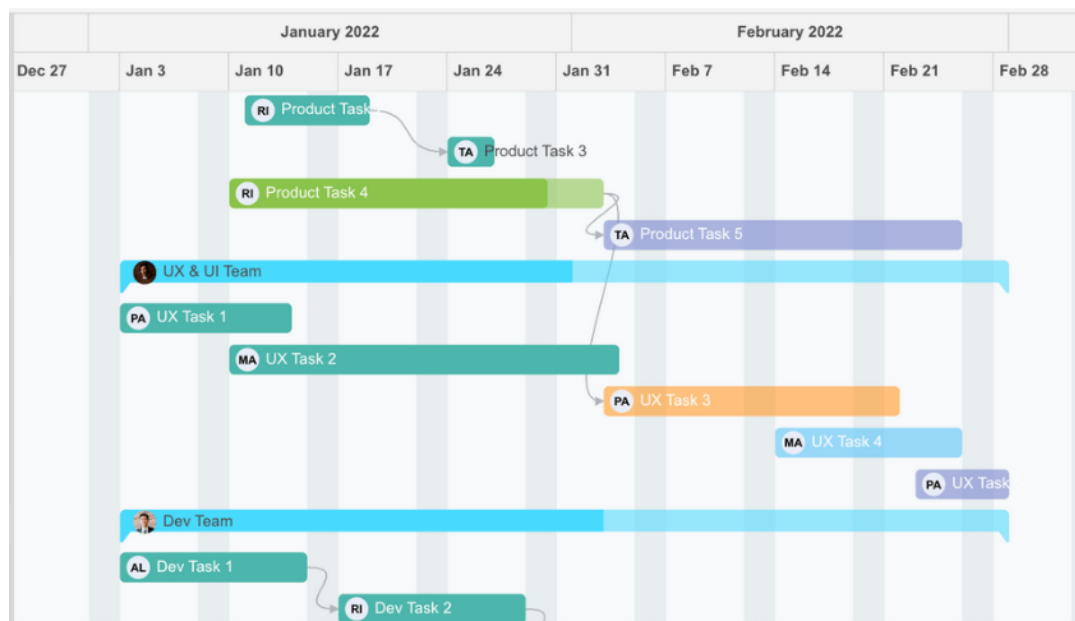 January 2022 February 2022
Dec 27 Jan 3 Jan 10 Jan 17 Jan 24 Jan 31 Feb 7 Feb 14 Feb 21 Feb 28
RI Product Task
TA Product Task 3
RI Product Task 4
TA Product Task 5
UX & UI Team
PA UX Task 1
MA UX Task 2
PA UX Task 3
MA UX Task 4
PA UX Task
Dev Team
AL Dev Task 1
RI Dev Task 2